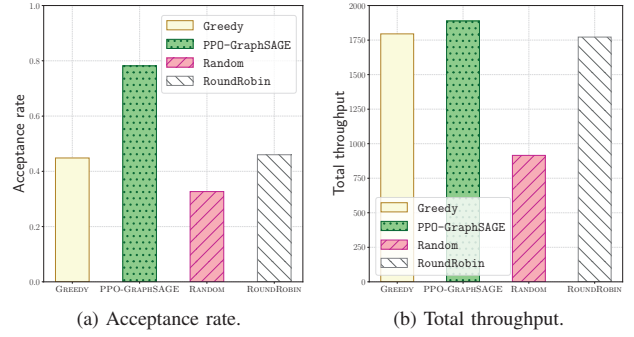 1.0
0.8
0.6
0.4
0.2
0.0
Acceptance rate
Greedy
PPO-GraphSAGE
Random
RoundRobin
GREEDY PPO-GRAPHSAGE RANDOM ROUNDROBIN
(a) Acceptance rate.
2000
1750
1500
1250
1000
750
500
250
0
Total throughput
Greedy
PPO-GraphSAGE
Random
RoundRobin
GREEDY PPO-GRAPHSAGE RANDOM ROUNDROBIN
(b) Total throughput.